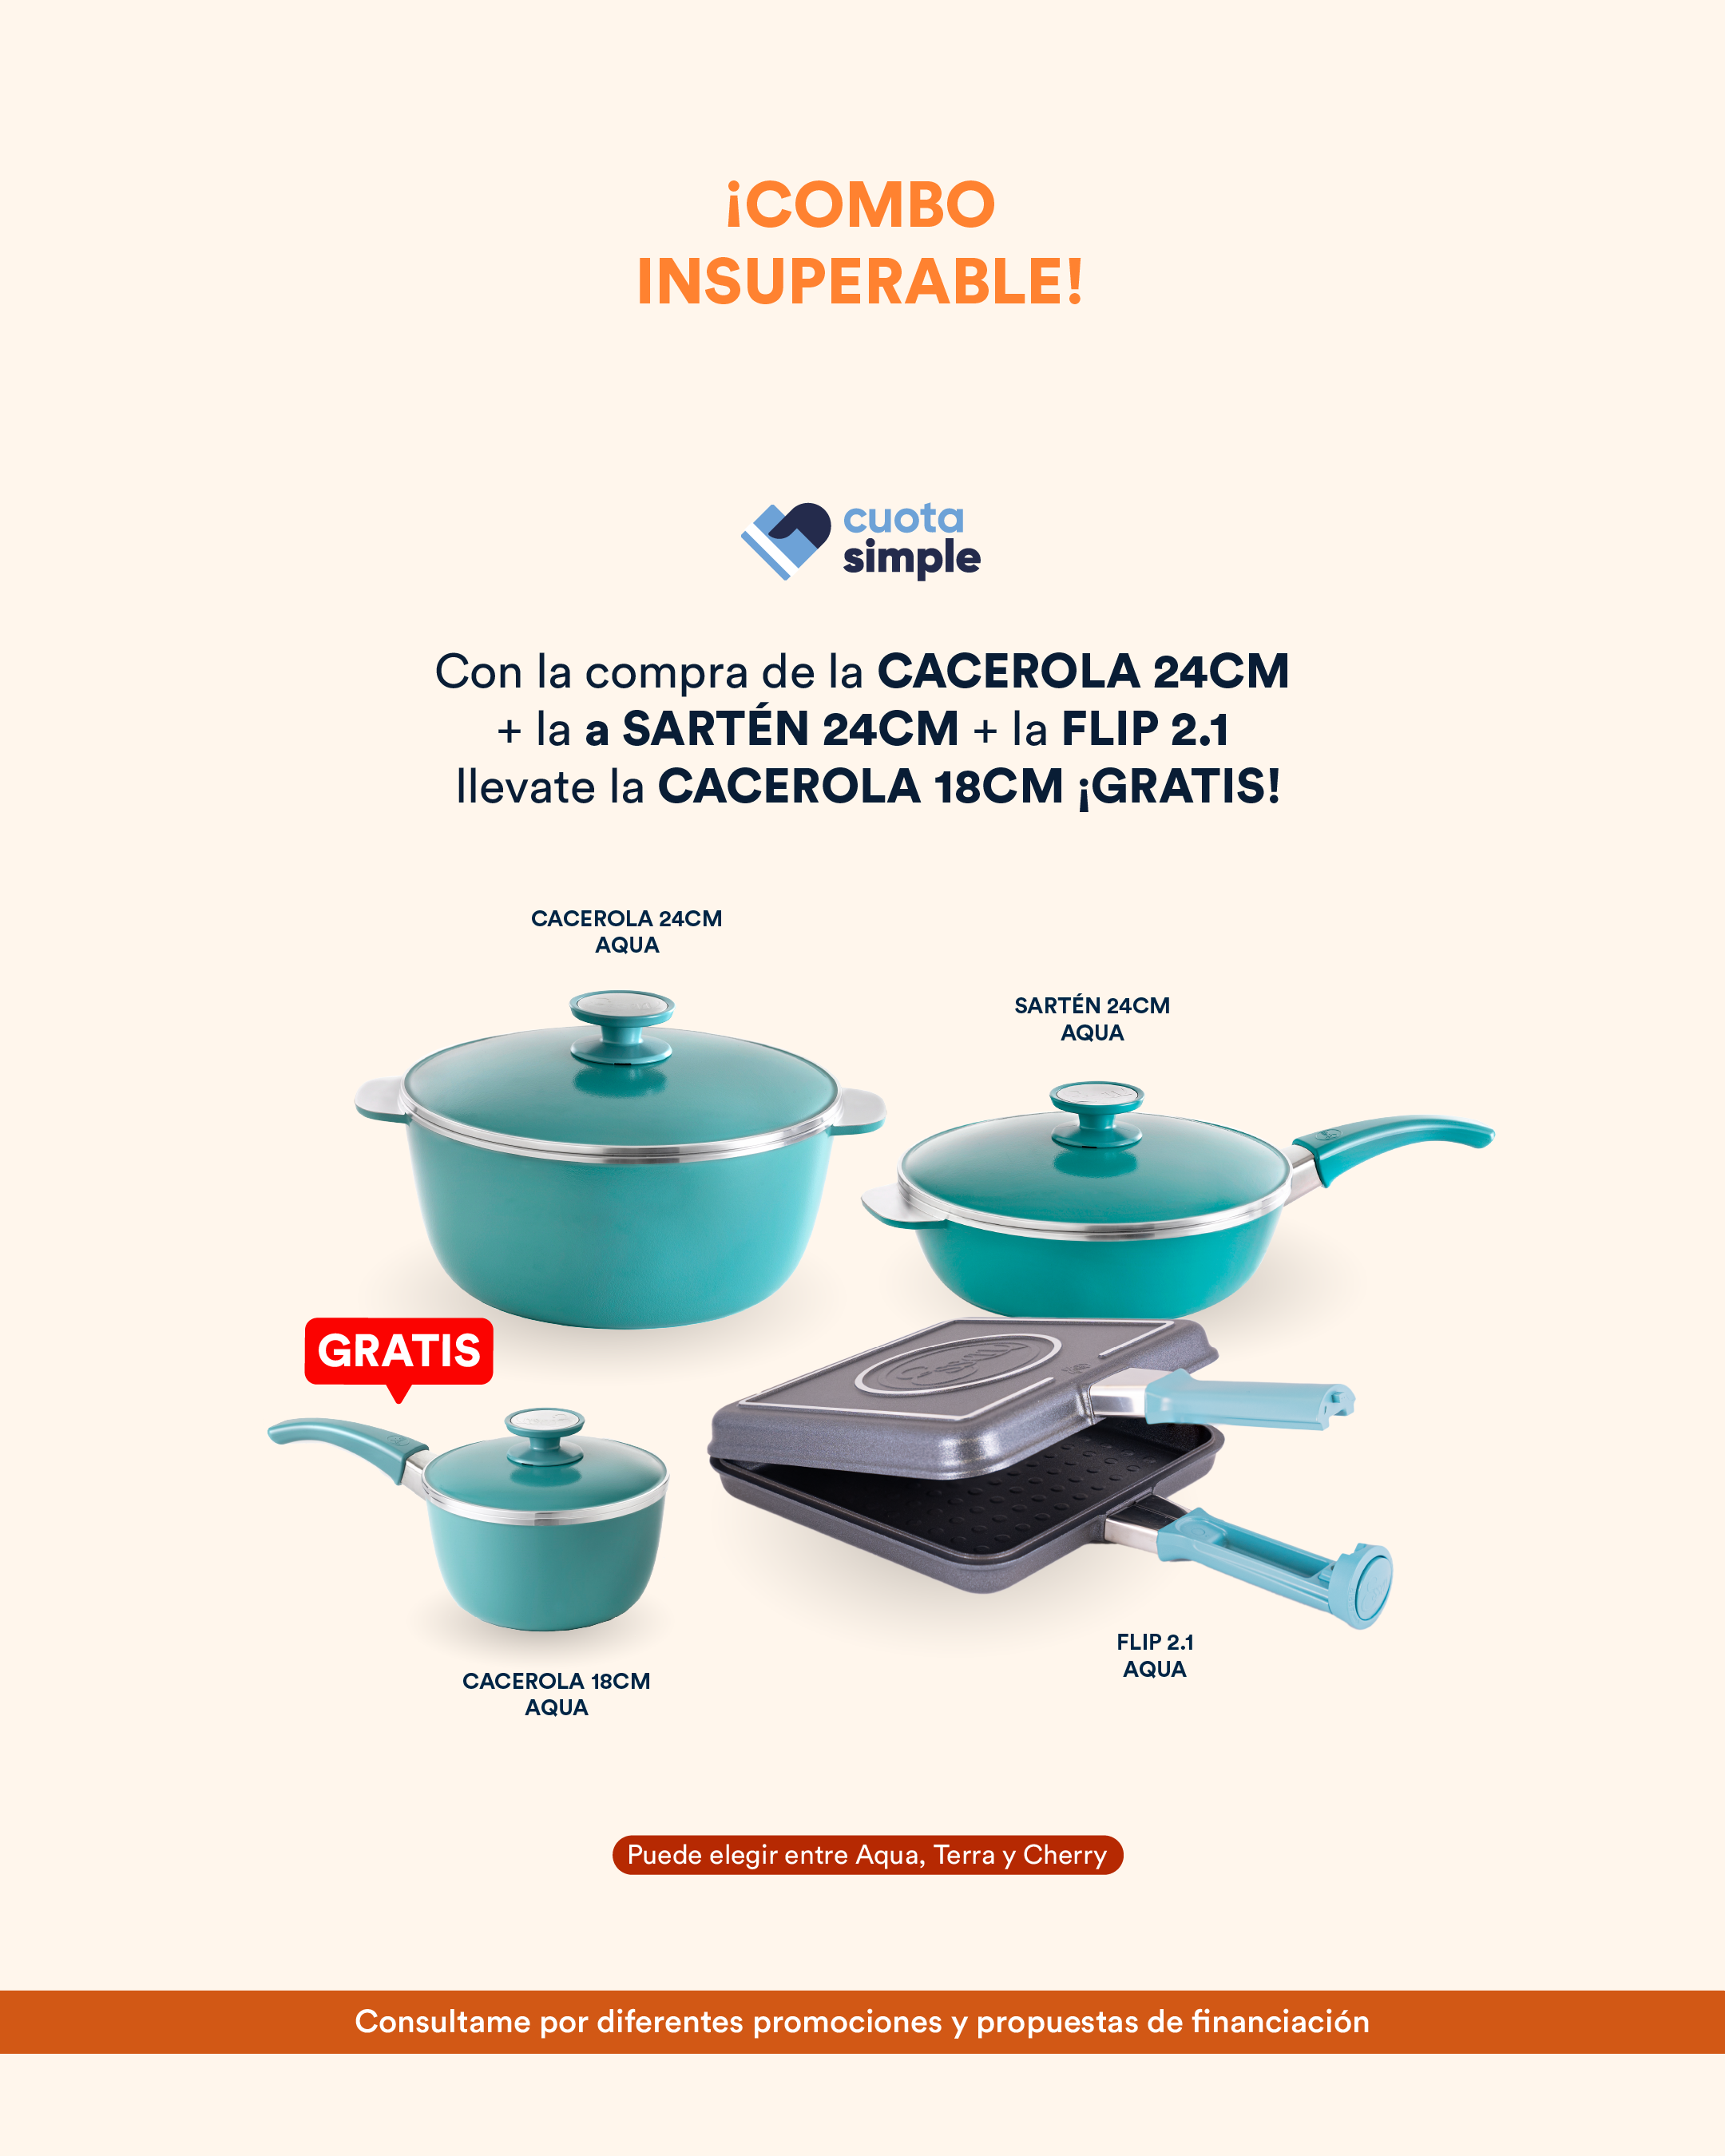 ¡COMBO
INSUPERABLE!
cuota
simple
Con la compra de la CACEROLA 24CM
+ la a SARTÉN 24CM + la FLIP 2.1
llevate la CACEROLA 18CM ¡GRATIS!
CACEROLA 24CM
AQUA
SARTÉN 24CM
AQUA
GRATIS
FLIP 2.1
AQUA
CACEROLA 18CM
AQUA
Puede elegir entre Aqua, Terra y Cherry
Consultame por diferentes promociones y propuestas de financiación